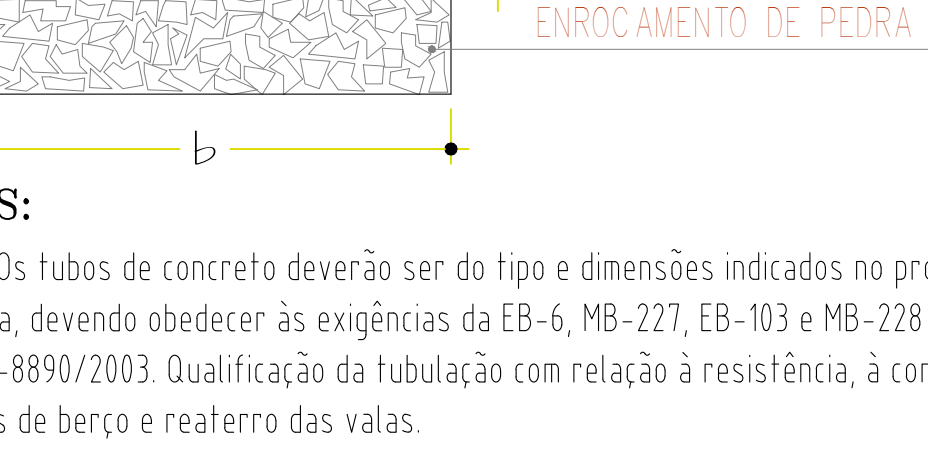 ENROCAMENTO DE PEDRA
b
S:
Os tubos de concreto deverão ser do tipo e dimensões indicados no pro
a, devendo obedecer às exigências da EB-6, MB-227, EB-103 e MB-228
-8890/2003. Qualificação da tubulação com relação à resistência, à cor
s de berço e reaterro das valas.